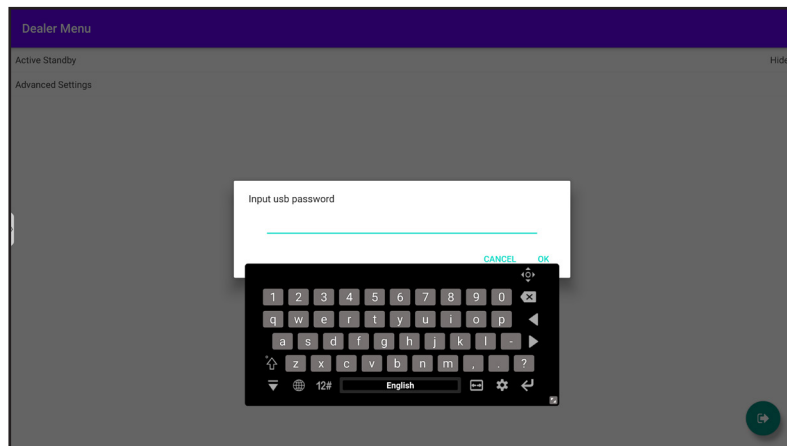 Dealer Menu
Active Standby
Hide
Advanced Settings
Input usb password
CANCEL OK
1 2 3 4 5 6 7 8 9 0
q w e r t y u i o p
a s d f g h j k l -
z x c v b n m , . ?
12# English